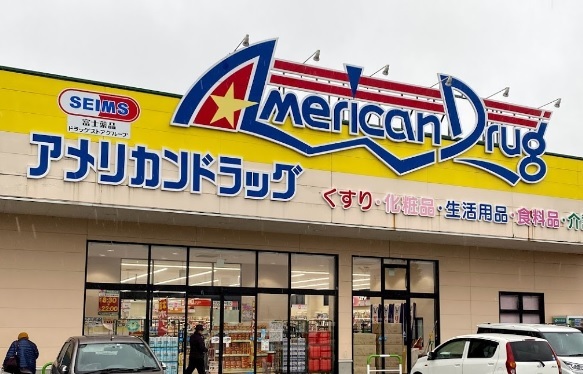 American Drug
SEIMS
富士薬品
ドラッグストアグループ
アメリカンドラッグ
くすり・化粧品・生活用品・食料品・介